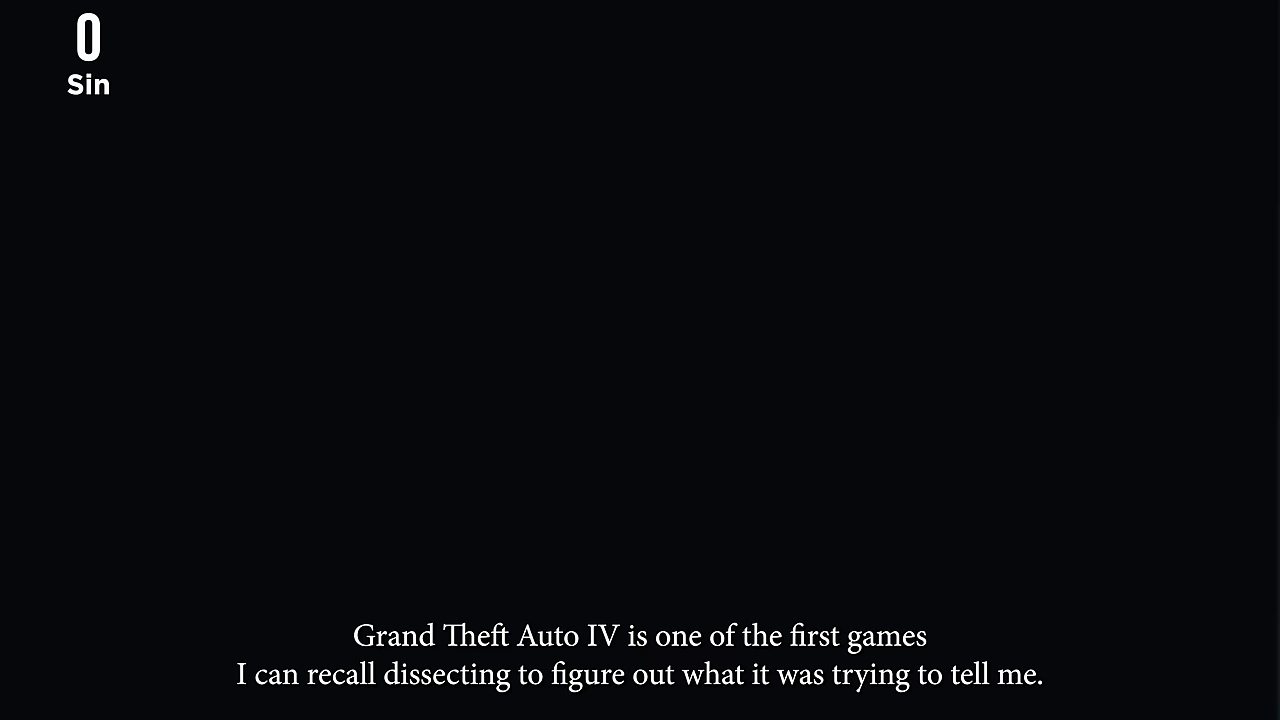 0
Sin
Grand Theft Auto IV is one of the first games
I can recall dissecting to figure out what it was trying to tell me.